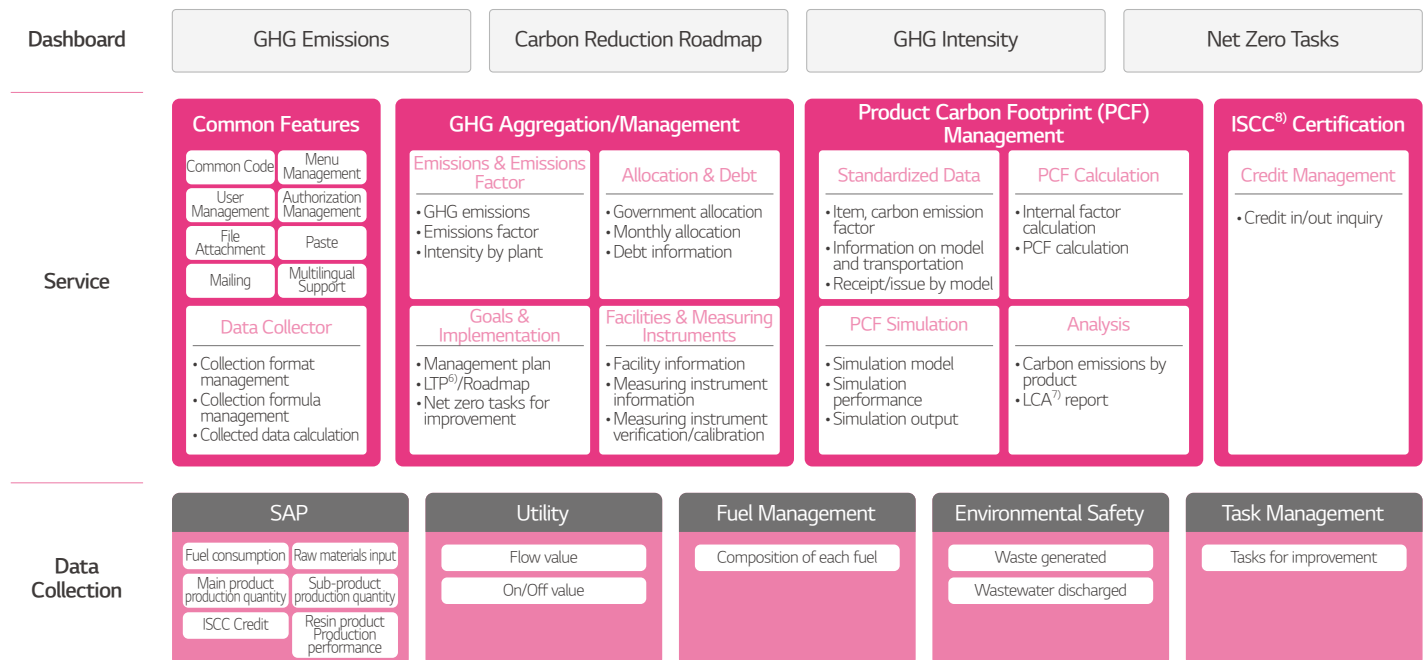 Dashboard
GHG Emissions
Carbon Reduction Roadmap
GHG Intensity
Net Zero Tasks
Service
Common Features
Common Code
Menu
Management
User
Management
Authorization
Management
File
Attachment
Paste
Mailing
Multilingual
Support
Data Collector
• Collection format
management
• Collection formula
management
• Collected data calculation
GHG Aggregation/Management
Emissions & Emissions
Factor
• GHG emissions
• Emissions factor
• Intensity by plant
Allocation & Debt
• Government allocation
• Monthly allocation
• Debt information
Goals &
Implementation
• Management plan
• LTP6)/Roadmap
• Net zero tasks for
improvement
Facilities & Measuring
Instruments
• Facility information
• Measuring instrument
information
• Measuring instrument
verification/calibration
Product Carbon Footprint (PCF)
Management
Standardized Data
• Item, carbon emission
factor
• Information on model
and transportation
• Receipt/issue by model
PCF Calculation
• Internal factor
calculation
• PCF calculation
PCF Simulation
• Simulation model
• Simulation
performance
• Simulation output
Analysis
• Carbon emissions by
product
• LCA7) report
ISCC8) Certification
Credit Management
• Credit in/out inquiry
Data
Collection
SAP
Fuel consumption
Raw materials input
Main product
production quantity
Sub-product
production quantity
ISCC Credit
Resin product
Production
performance
Utility
Flow value
On/Off value
Fuel Management
Composition of each fuel
Environmental Safety
Waste generated
Wastewater discharged
Task Management
Tasks for improvement